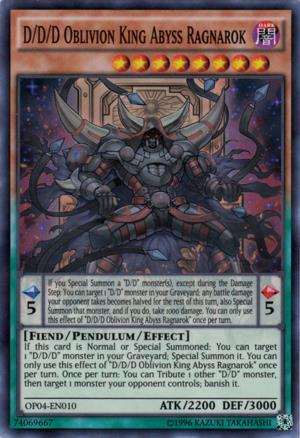 D/D/D OBLIVION KING ABYSS RAGNAROK
DARK
闇
If you Special Summon a "D/D" monster(s), except during the Damage
Step: You can target 1 "D/D" monster in your Graveyard; any battle damage
your opponent takes becomes halved for the rest of this turn, also Special
Summon that monster, and if you do, take 1000 damage. You can only use this
effect of "D/D/D Oblivion King Abyss Ragnarok" once per turn.
5
5
[FIEND/PENDULUM/EFFECT]
If this card is Normal or Special Summoned: You can target
1 "D/D/D" monster in your Graveyard; Special Summon it. You can
only use this effect of "D/D/D Oblivion King Abyss Ragnarok"
once per turn. Once per turn: You can Tribute 1 other "D/D" monster,
then target 1 monster your opponent controls; banish it.
OP04-EN010
ATK/2200 DEF/3000
74069667
©1996 KAZUKI TAKAHASHI